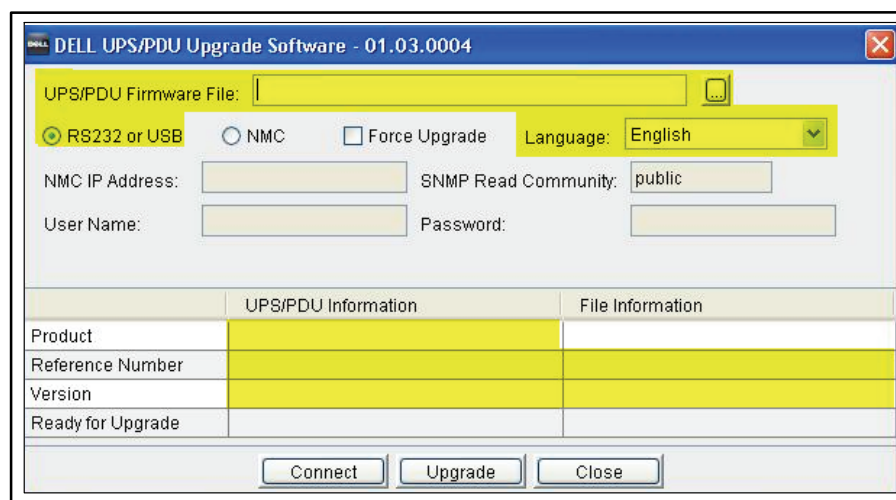 DELL DELL UPS/PDU Upgrade Software - 01.03.0004
UPS/PDU Firmware File: ...
RS232 or USB NMC Force Upgrade Language: English
NMC IP Address: SNMP Read Community: public
User Name: Password:
UPS/PDU Information File Information
Product
Reference Number
Version
Ready for Upgrade
Connect Upgrade Close